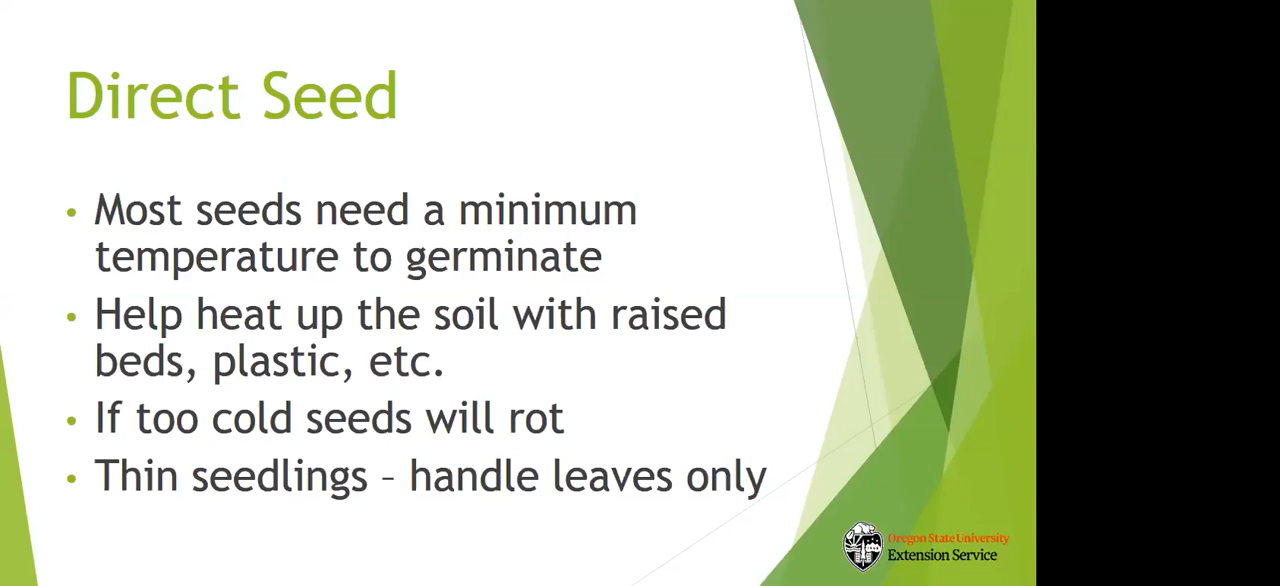 Direct Seed
• Most seeds need a minimum
temperature to germinate
• Help heat up the soil with raised
beds, plastic, etc.
• If too cold seeds will rot
• Thin seedlings – handle leaves only
Oregon State University
Extension Service